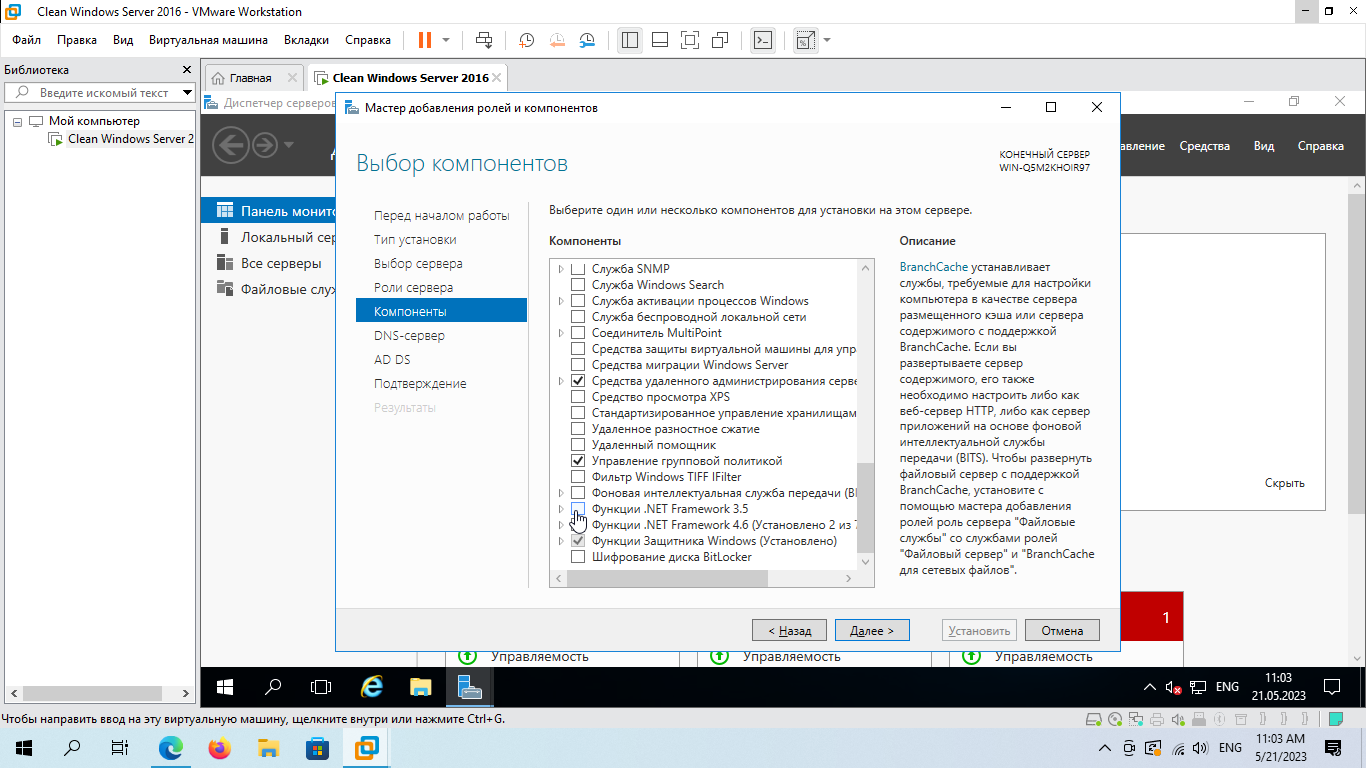 Clean Windows Server 2016 - VMware Workstation
Файл Правка Вид Виртуальная машина Вкладки Справка
Библиотека
Введите искомый текст
Мой компьютер
Clean Windows Server 2
Главная
Clean Windows Server 2016
Диспетчер серверов
Мастер добавления ролей и компонентов
Средства Вид Справка
Панель
Локальный
Все серверы
Файловые
Выбор компонентов
КОНЕЧНЫЙ СЕРВЕР
WIN-Q5M2KHOIR97
Перед началом работы
Тип установки
Выбор сервера
Роли сервера
Компоненты
DNS-сервер
AD DS
Подтверждение
Результаты
Выберите один или несколько компонентов для установки на этом сервере.
Компоненты
Служба SNMP
Служба Windows Search
Служба активации процессов Windows
Служба беспроводной локальной сети
Соединитель MultiPoint
Средства защиты виртуальной машины для упр
Средства миграции Windows Server
Средства удаленного администрирования серве
Средство просмотра XPS
Стандартизированное управление хранилищам
Удаленное разностное сжатие
Удаленный помощник
Управление групповой политикой
Фильтр Windows TIFF IFilter
Фоновая интеллектуальная служба передачи (BI
Функции .NET Framework 3.5
Функции .NET Framework 4.6 (Установлено 2 из 7
Функции Защитника Windows (Установлено)
Шифрование диска BitLocker
Описание
BranchCache устанавливает
службы, требуемые для настройки
компьютера в качестве сервера
размещенного кэша или сервера
содержимого с поддержкой
BranchCache. Если вы
развертываете сервер
содержимого, его также
необходимо настроить либо как
веб-сервер HTTP, либо как сервер
приложений на основе фоновой
интеллектуальной службы
передачи (BITS). Чтобы развернуть
файловый сервер с поддержкой
BranchCache, установите с
помощью мастера добавления
ролей роль сервера "Файловые
службы" со службами ролей
"Файловый сервер" и "BranchCache
для сетевых файлов".
< Назад Далее > Установить Отмена
Скрыть
1
Управляемость Управляемость Управляемость
ENG
11:03
21.05.2023
Чтобы направить ввод на эту виртуальную машину, щелкните внутри или нажмите Ctrl+G.
ENG
11:03 AM
5/21/2023